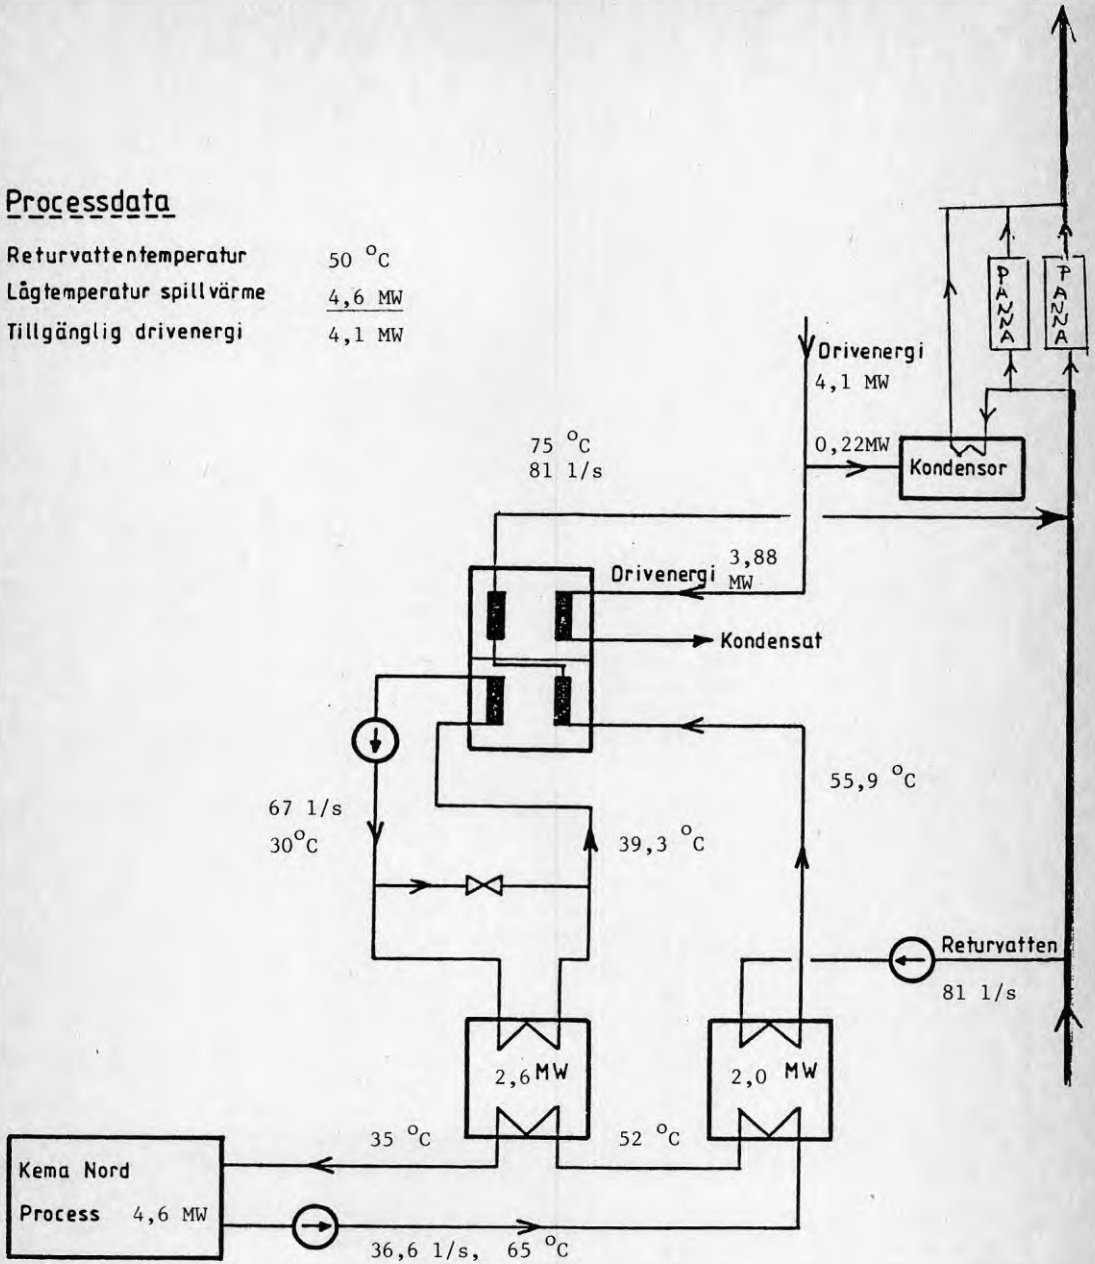 Processdata
Returvattentemperatur 50 °C
Lågtemperatur spillvärme 4,6 MW
Tillgänglig drivenergi 4,1 MW
PANNA
PANNA
Drivenergi
4,1 MW
0,22MW
Kondensor
75 °C
81 l/s
Drivenergi 3,88
MW
Kondensat
55,9 °C
67 l/s
30°C
39,3 °C
Returvatten
81 l/s
2,6 MW
2,0 MW
35 °C
52 °C
Kema Nord
Process 4,6 MW
36,6 l/s, 65 °C